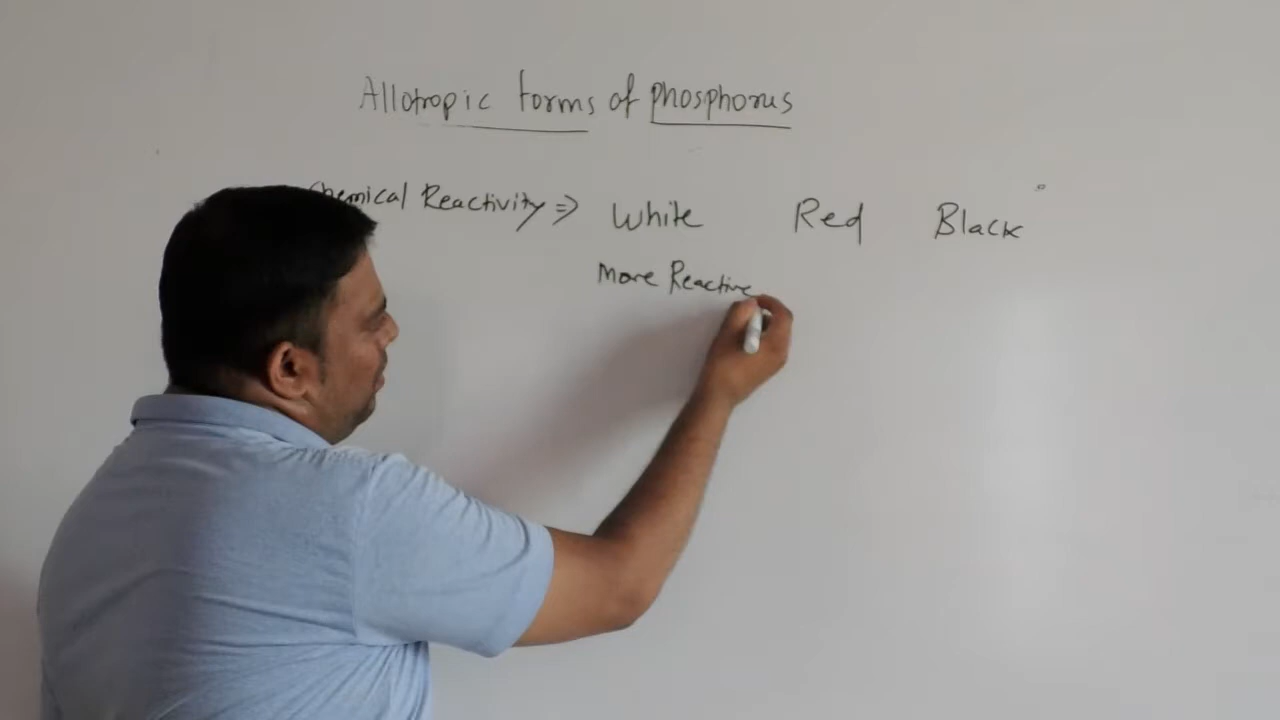 Allotropic forms of phosphorus
Chemical Reactivity ⇒ White Red Black
More Reactive